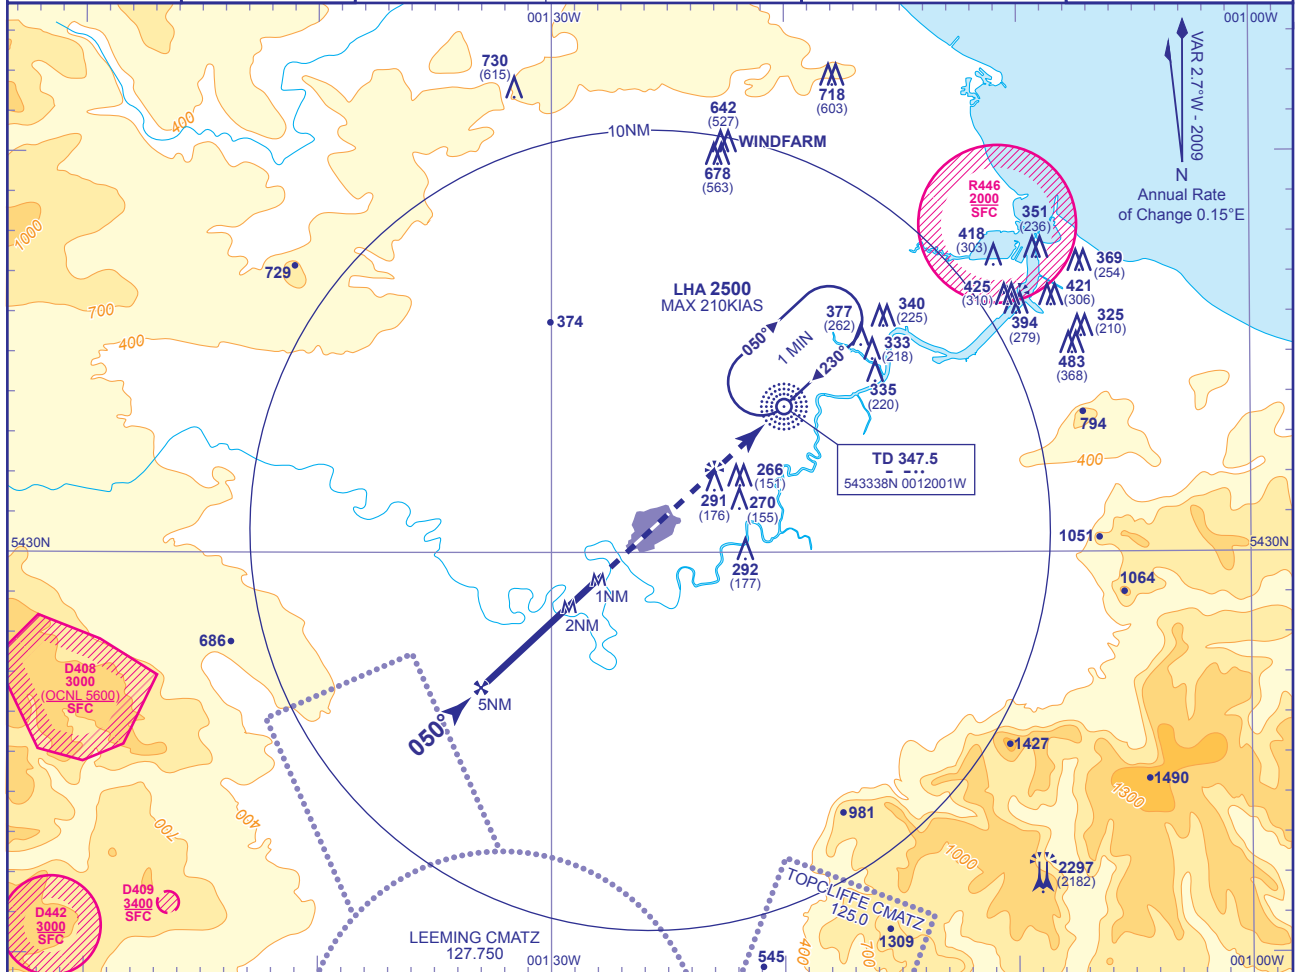 001:30W
001:00W
VAR 2.7°W - 2009
N
Annual Rate
of Change 0.15°E
730
(615)
718
(603)
642
(527)
WINDFARM
678
(563)
10NM
400
1000
R446
2000
SFC
351
(236)
418
(303)
369
(254)
729
425
(310)
421
(306)
394
(279)
325
(210)
483
(368)
700
400
374
LHA 2500
MAX 210KIAS
050°
1 MIN
230°
377
(262)
340
(225)
333
(218)
335
(220)
794
400
TD 347.5
543338N 0012001W
266
(151)
291
(176)
270
(155)
5430N
5430N
1051
292
(177)
1064
1NM
2NM
686
5NM
050°
D408
3000
(OCNL 5600)
SFC
1427
1490
1300
981
1000
700
400
2297
(2182)
D409
3400
SFC
D442
3000
SFC
TOPCLIFFE CMATZ
125.0
1309
LEEMING CMATZ
127.750
545
400
700
001:30W
001:00W